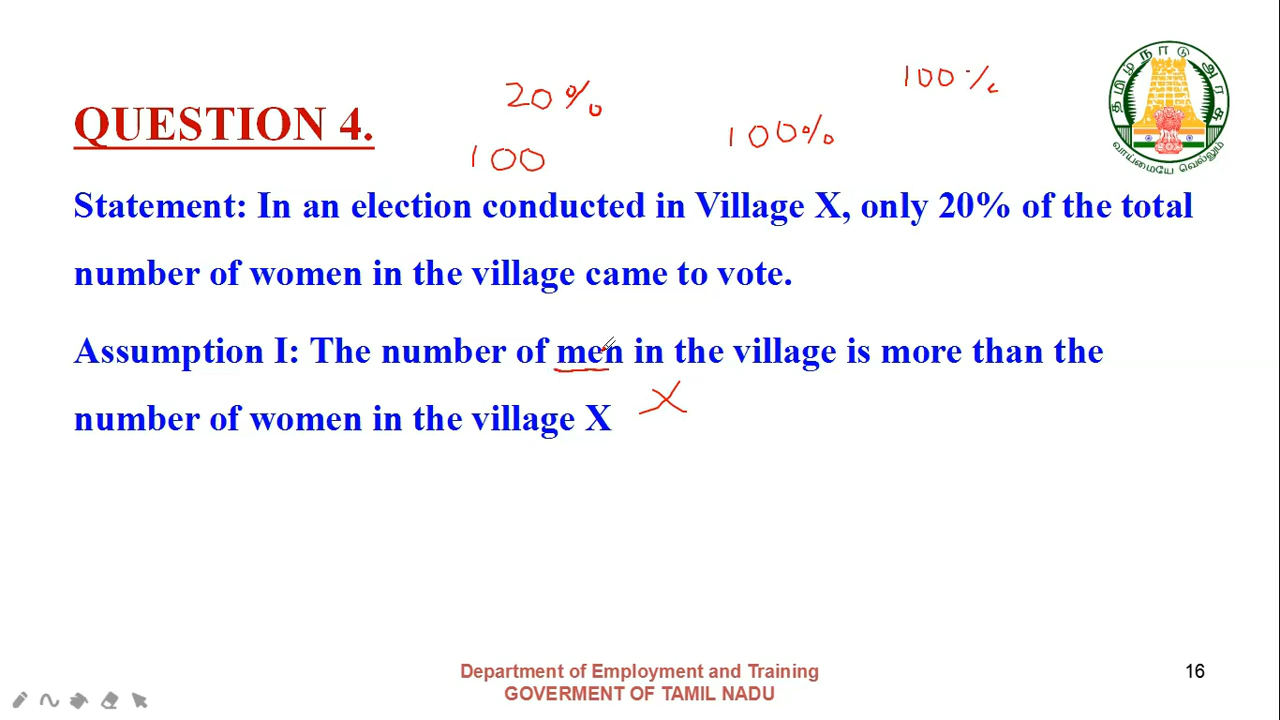 100%
20%
100%
QUESTION 4.
100
தமிழ்நாடு அரசு
வாய்மையே வெல்லும்
Statement: In an election conducted in Village X, only 20% of the total
number of women in the village came to vote.
Assumption I: The number of men in the village is more than the
number of women in the village X
X
Department of Employment and Training
GOVERMENT OF TAMIL NADU
16